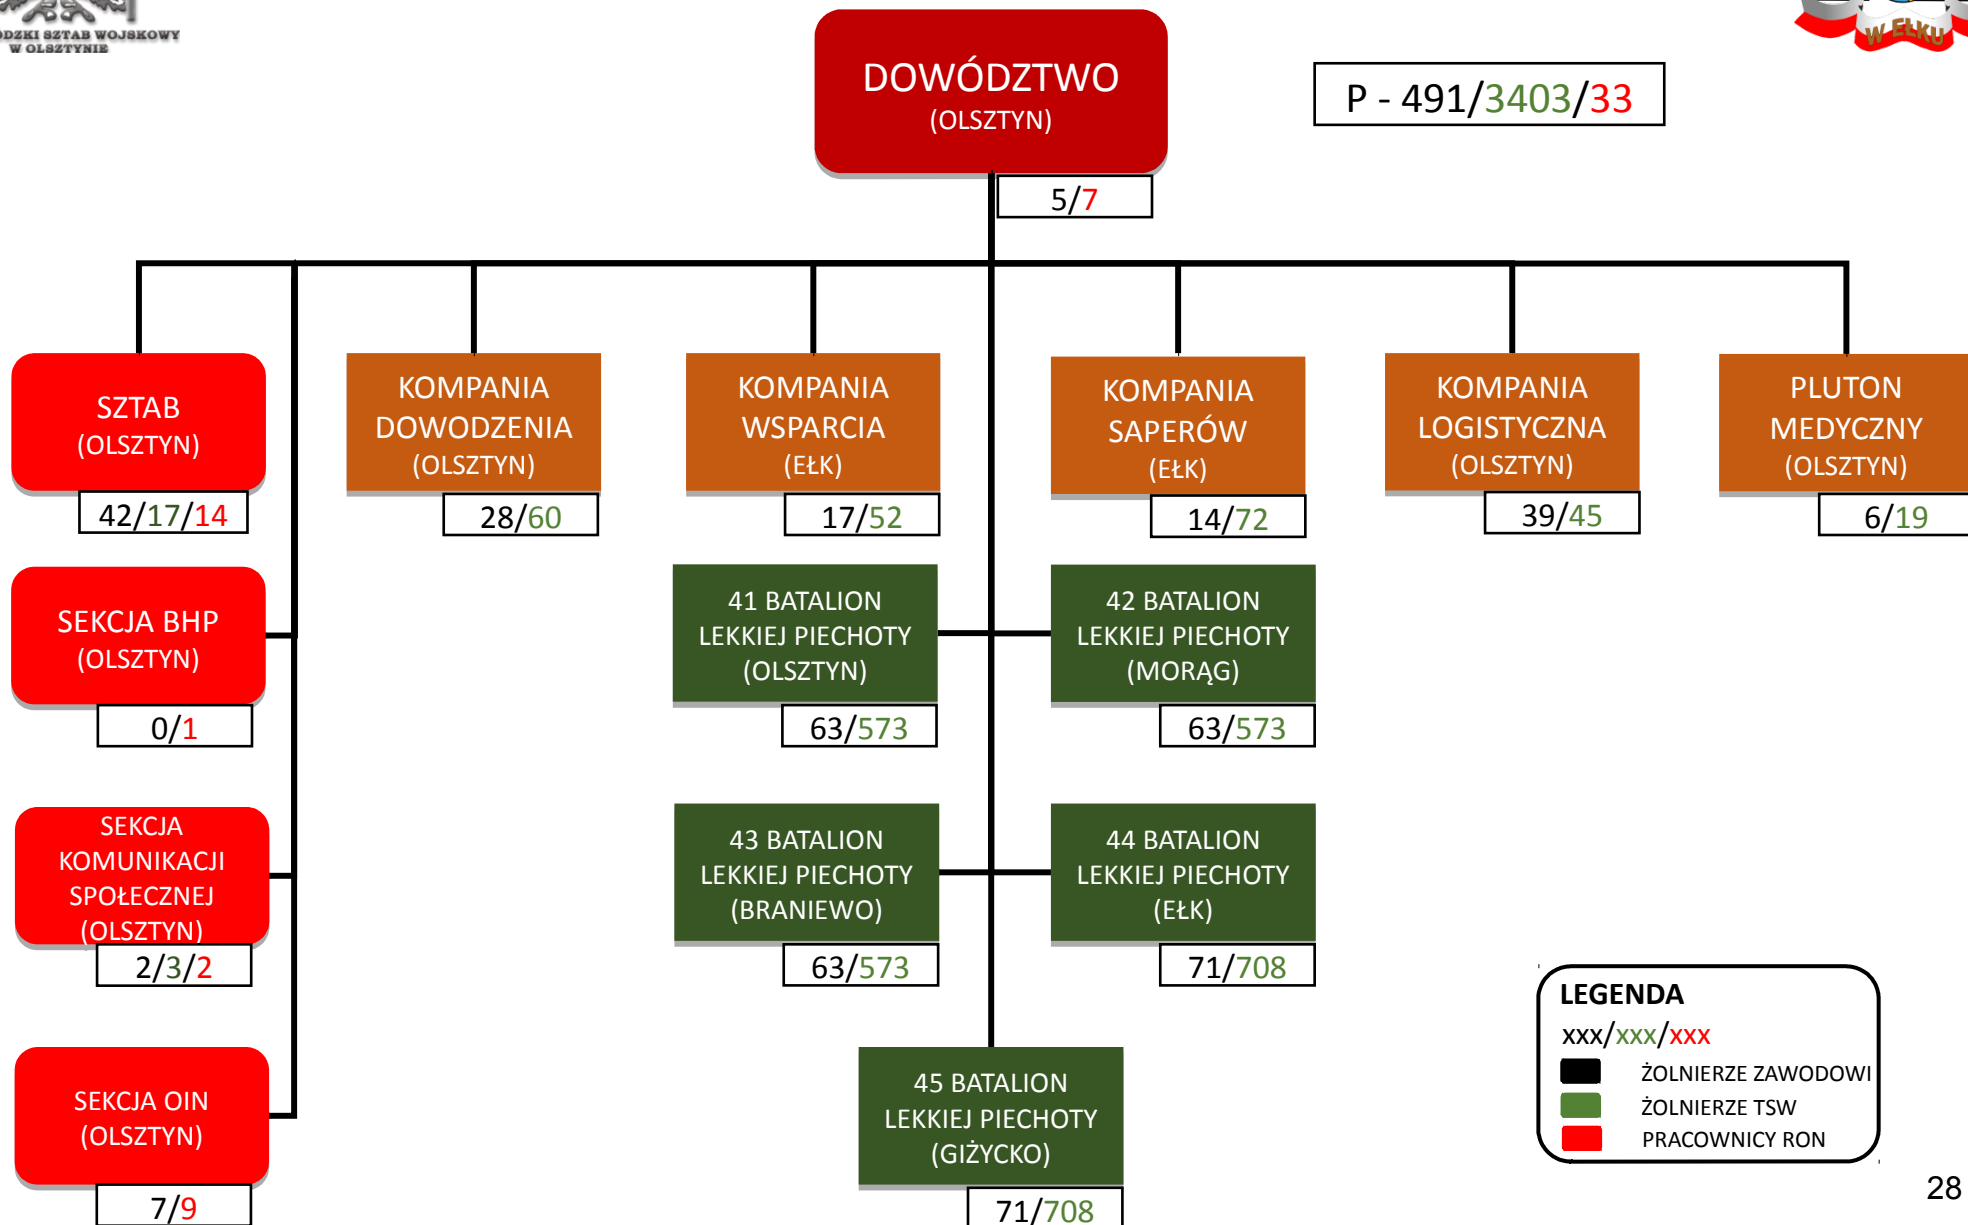 W OLSZTYNIE
W EŁKU
DOWÓDZTWO
(OLSZTYN)
P - 491/3403/33
5/7
SZTAB
(OLSZTYN)
42/17/14
KOMPANIA
DOWODZENIA
(OLSZTYN)
28/60
KOMPANIA
WSPARCIA
(EŁK)
17/52
KOMPANIA
SAPERÓW
(EŁK)
14/72
KOMPANIA
LOGISTYCZNA
(OLSZTYN)
39/45
PLUTON
MEDYCZNY
(OLSZTYN)
6/19
SEKCJA BHP
(OLSZTYN)
0/1
41 BATALION
LEKKIEJ PIECHOTY
(OLSZTYN)
63/573
42 BATALION
LEKKIEJ PIECHOTY
(MORĄG)
63/573
SEKCJA
KOMUNIKACJI
SPOŁECZNEJ
(OLSZTYN)
2/3/2
43 BATALION
LEKKIEJ PIECHOTY
(BRANIEWO)
63/573
44 BATALION
LEKKIEJ PIECHOTY
(EŁK)
71/708
SEKCJA OIN
(OLSZTYN)
7/9
45 BATALION
LEKKIEJ PIECHOTY
(GIŻYCKO)
71/708
LEGENDA
xxx/xxx/xxx
ŻOLNIERZE ZAWODOWI
ŻOLNIERZE TSW
PRACOWNICY RON
28